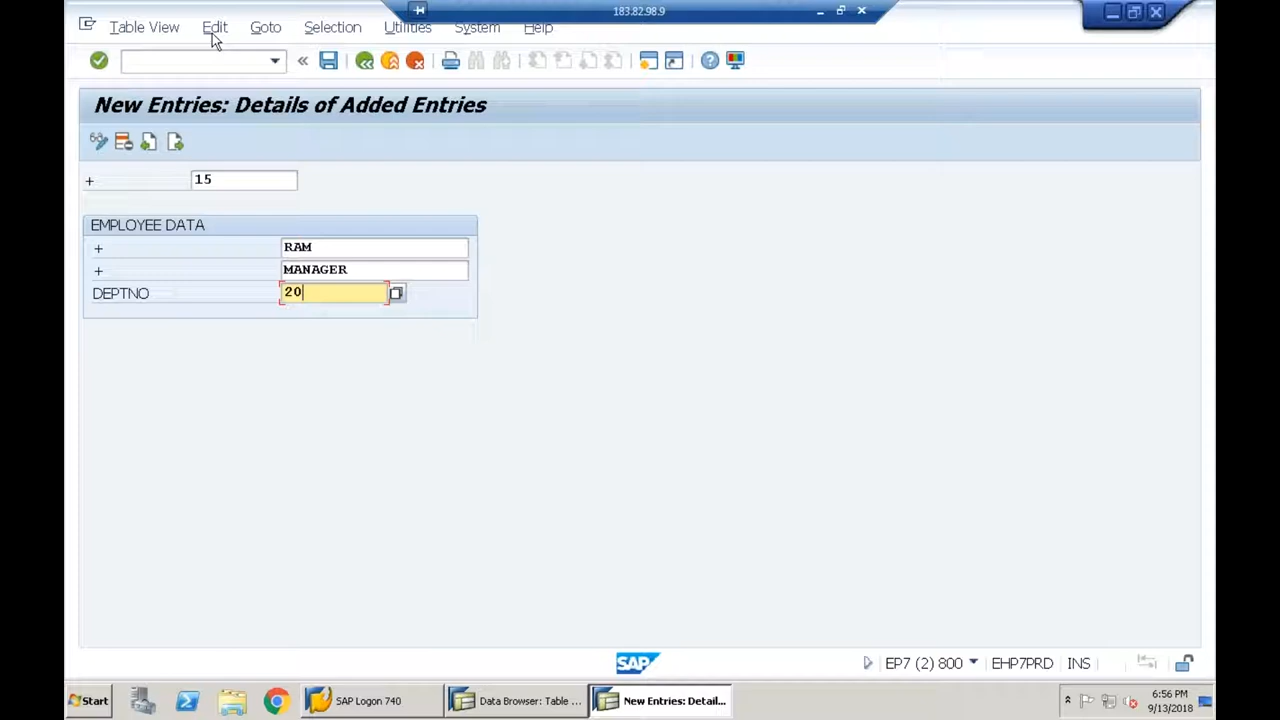 183.82.98.9
Table View Edit Goto Selection Utilities System Help
New Entries: Details of Added Entries
+ 15
EMPLOYEE DATA
+ RAM
+ MANAGER
DEPTNO 20
SAP EP7 (2) 800 EHP7PRD INS
Start SAP Logon 740 Data Browser: Table ... New Entries: Detail... 6:56 PM
9/13/2018